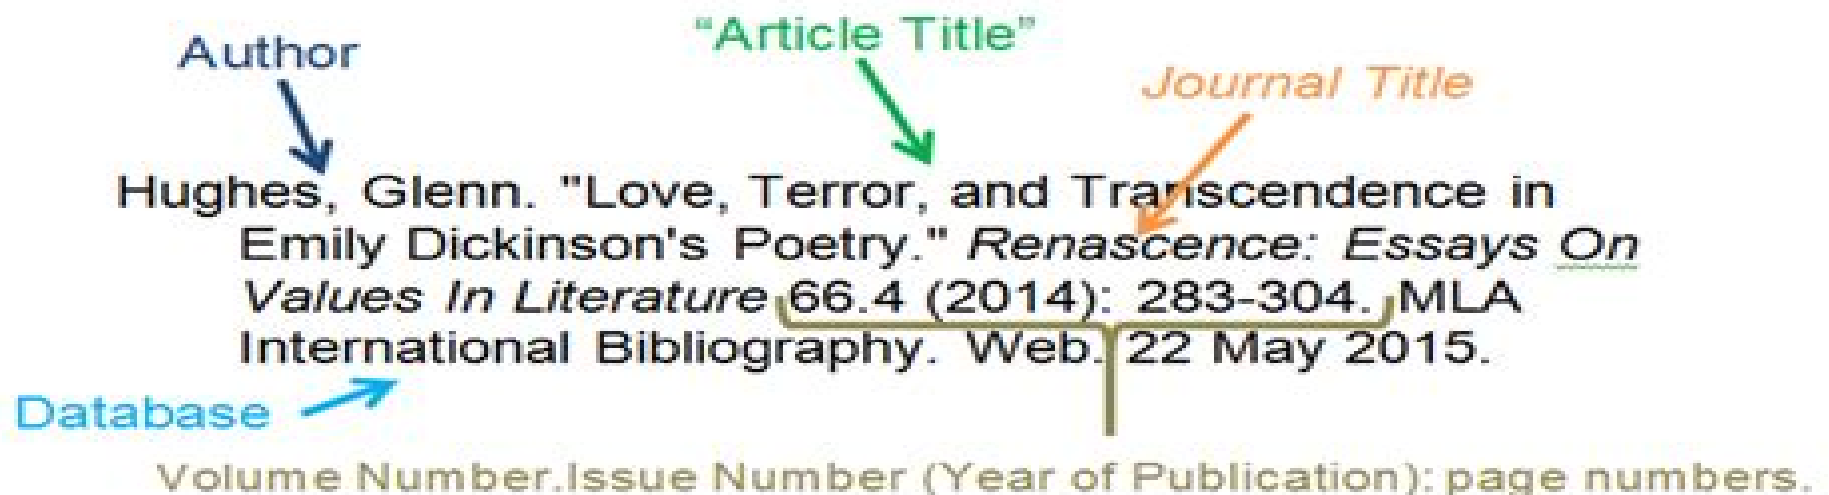 Author
“Article Title”
Journal Title
Hughes, Glenn. "Love, Terror, and Transcendence in
Emily Dickinson's Poetry." Renascence: Essays On
Values In Literature 66.4 (2014): 283-304. MLA
International Bibliography. Web. 22 May 2015.
Database
Volume Number.Issue Number (Year of Publication): page numbers.